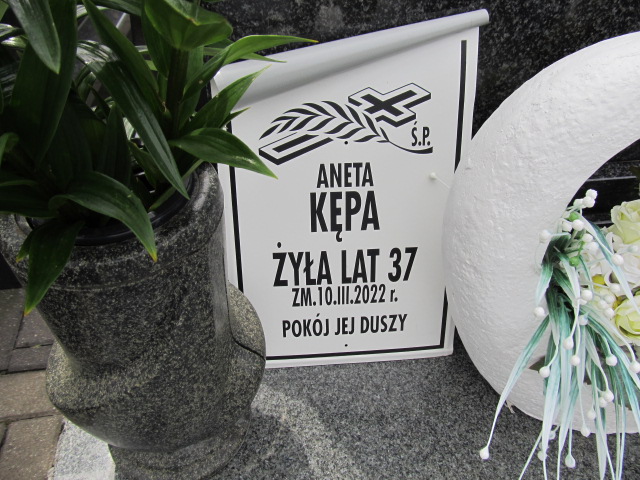 Ś.P.
ANETA
KĘPA
ŻYŁA LAT 37
ZM.10.III.2022 r.
POKÓJ JEJ DUSZY